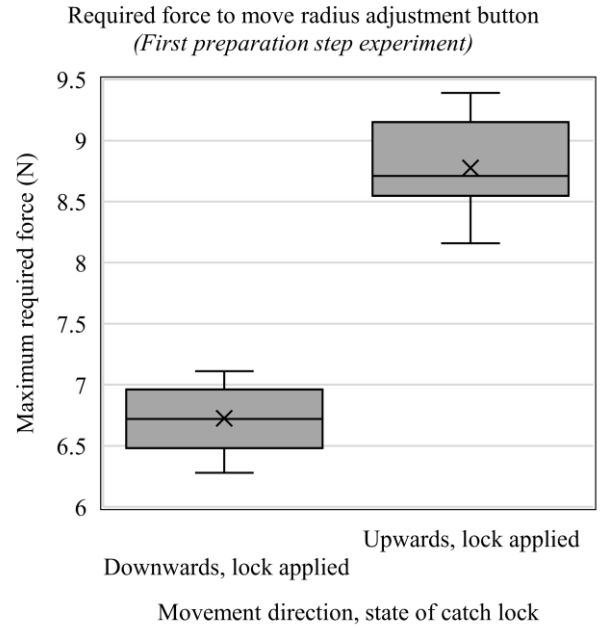 Required force to move radius adjustment button
(First preparation step experiment)
Maximum required force (N)
9.5
9
8.5
8
7.5
7
6.5
6
Upwards, lock applied
Downwards, lock applied
Movement direction, state of catch lock